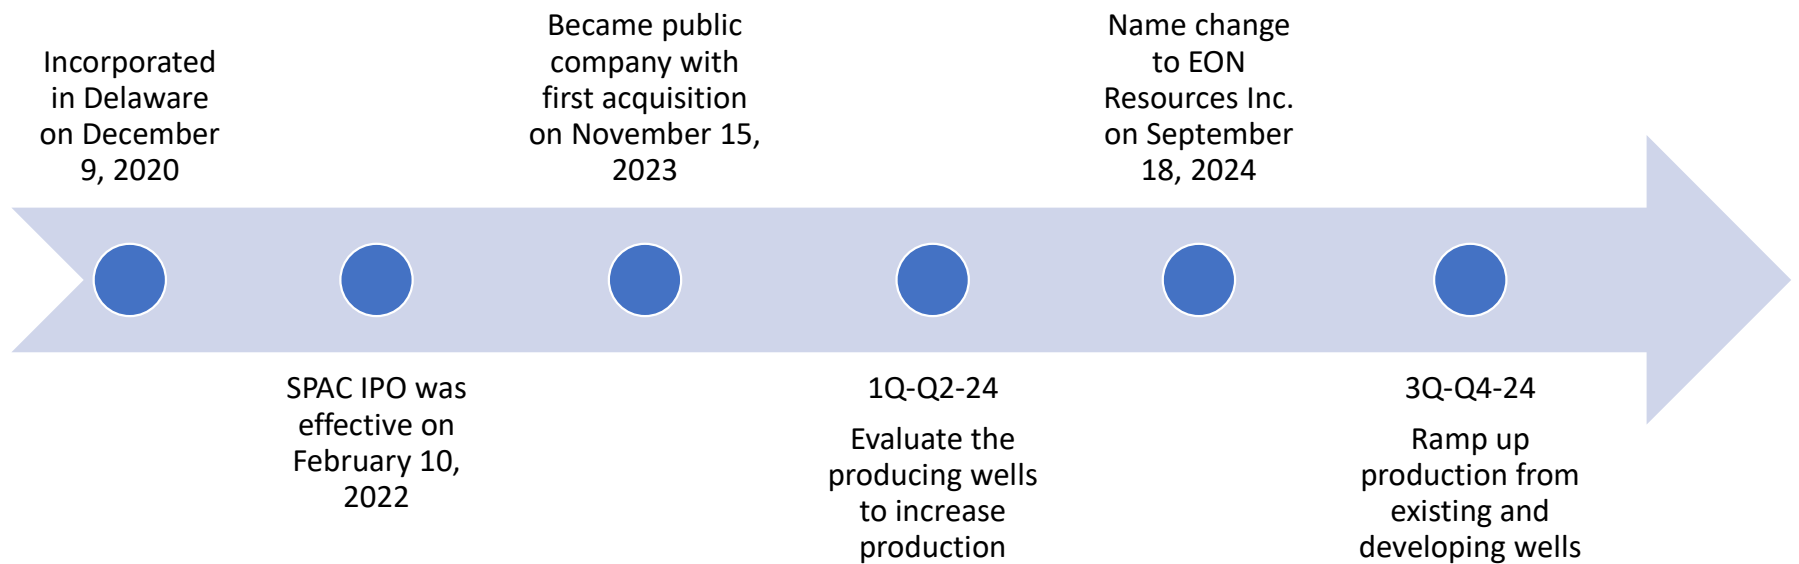 Incorporated
in Delaware
on December
9, 2020
SPAC IPO was
effective on
February 10,
2022
Became public
company with
first acquisition
on November 15,
2023
1Q-Q2-24
Evaluate the
producing wells
to increase
production
Name change
to EON
Resources Inc.
on September
18, 2024
3Q-Q4-24
Ramp up
production from
existing and
developing wells